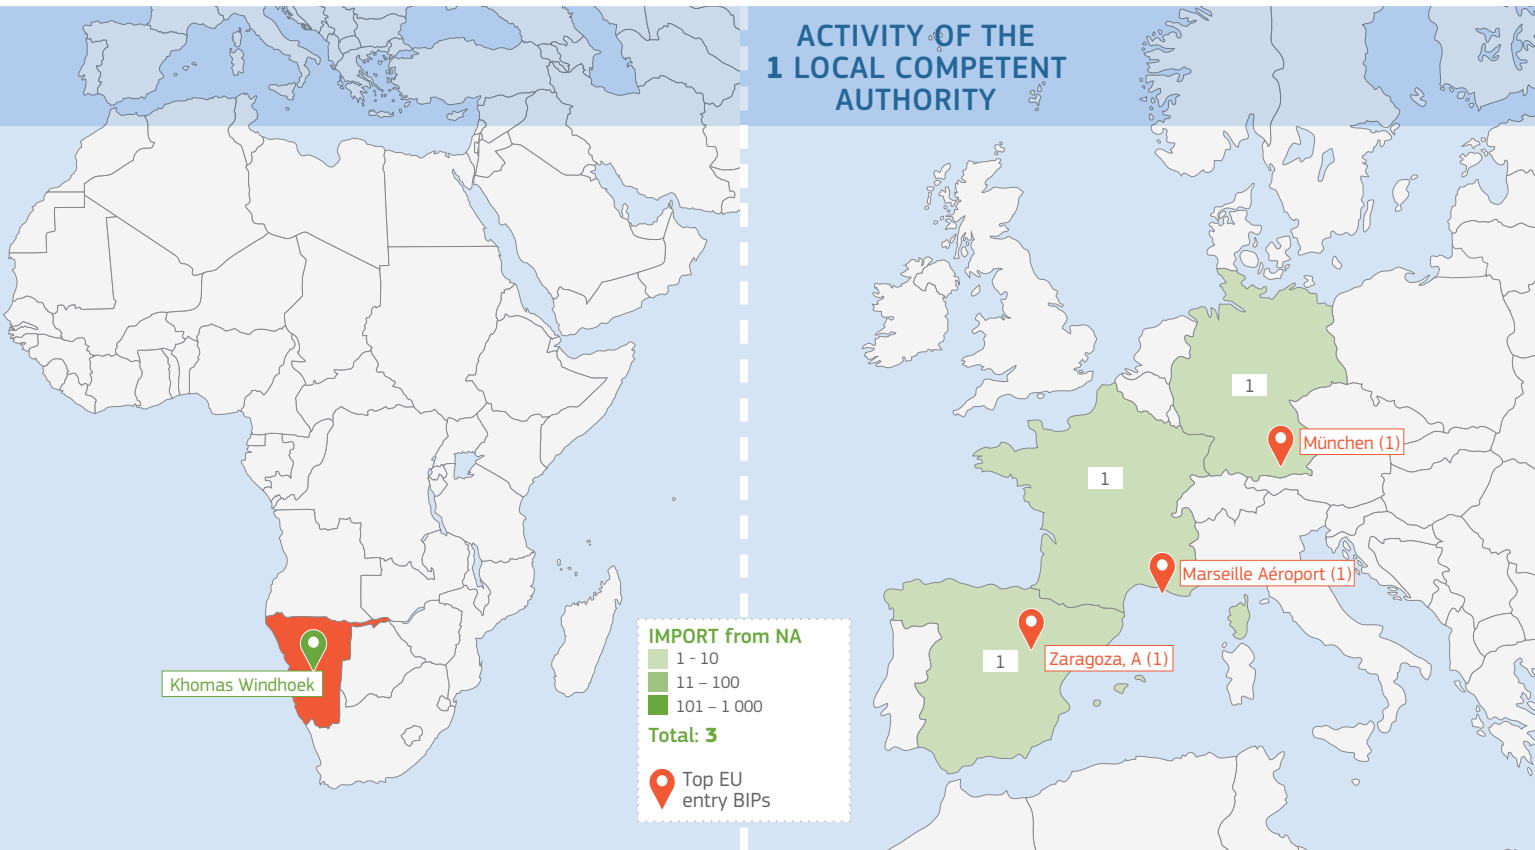 ACTIVITY OF THE
1 LOCAL COMPETENT
AUTHORITY
1
München (1)
1
Marseille Aéroport (1)
Zaragoza, A (1)
1
Khomas Windhoek
IMPORT from NA
1 - 10
11 – 100
101 – 1 000
Total: 3
Top EU
entry BIPs